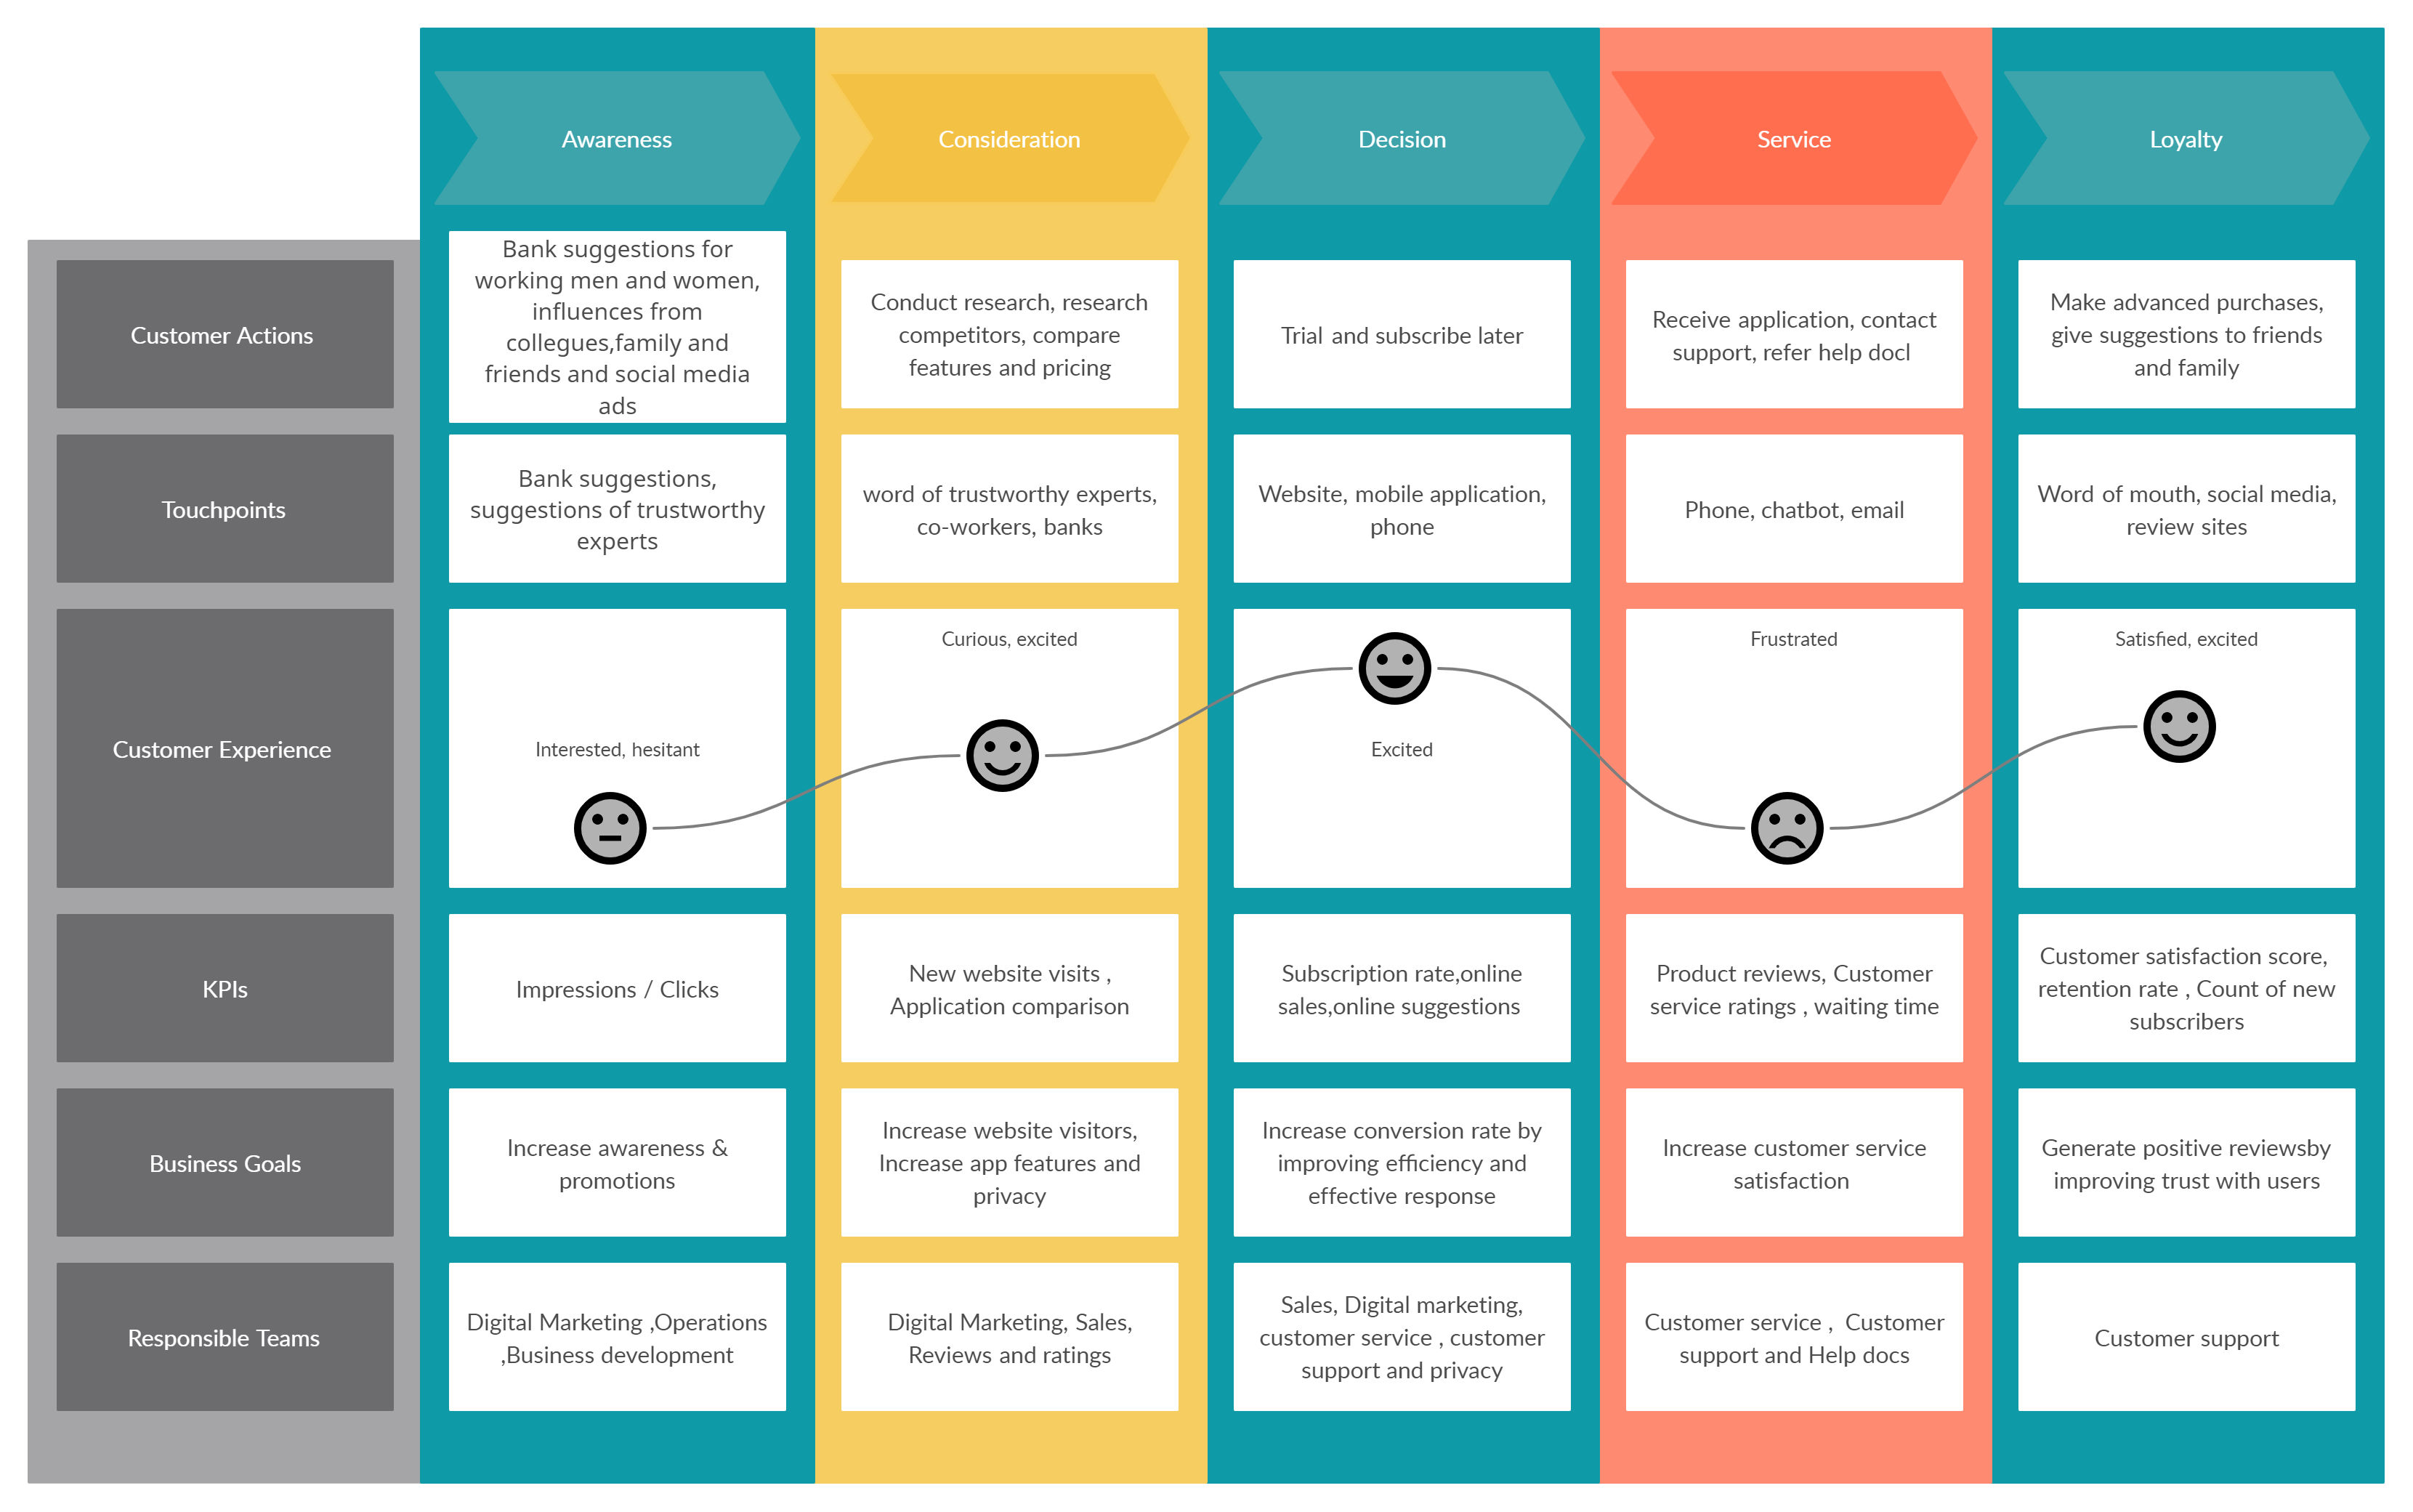 Awareness
Consideration
Decision
Service
Loyalty
Customer Actions
Bank suggestions for
working men and women,
influences from
collegues,family and
friends and social media
ads
Conduct research, research
competitors, compare
features and pricing
Trial and subscribe later
Receive application, contact
support, refer help docl
Make advanced purchases,
give suggestions to friends
and family
Touchpoints
Bank suggestions,
suggestions of trustworthy
experts
word of trustworthy experts,
co-workers, banks
Website, mobile application,
phone
Phone, chatbot, email
Word of mouth, social media,
review sites
Customer Experience
Interested, hesitant
Curious, excited
Excited
Frustrated
Satisfied, excited
KPIs
Impressions / Clicks
New website visits ,
Application comparison
Subscription rate,online
sales,online suggestions
Product reviews, Customer
service ratings , waiting time
Customer satisfaction score,
retention rate , Count of new
subscribers
Business Goals
Increase awareness &
promotions
Increase website visitors,
Increase app features and
privacy
Increase conversion rate by
improving efficiency and
effective response
Increase customer service
satisfaction
Generate positive reviewsby
improving trust with users
Responsible Teams
Digital Marketing ,Operations
,Business development
Digital Marketing, Sales,
Reviews and ratings
Sales, Digital marketing,
customer service , customer
support and privacy
Customer service ,  Customer
support and Help docs
Customer support